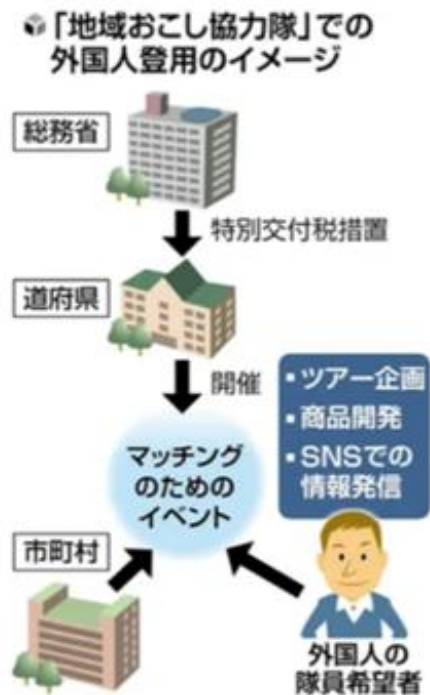 「地域おこし協力隊」での
外国人登用のイメージ
総務省
特別交付税措置
道府県
開催
▪ツアー企画
▪商品開発
▪SNSでの
情報発信
マッチング
のための
イベント
市町村
外国人の
隊員希望者